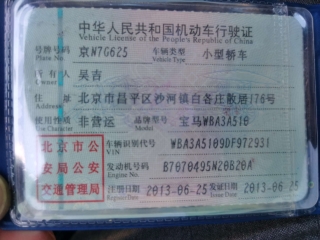 中华人民共和国机动车行驶证
Vehicle License of the People's Republic of China
号牌号码 京N7G625 车辆类型 小型轿车
Plate No. Vehicle Type
所有人 吴吉
Owner
住址 北京市昌平区沙河镇白各庄散居176号
Address
使用性质 非营运 品牌型号 宝马WBA3A510
Use Character Model
北京市公安局公安交通管理局
车辆识别代号 WBA3A5109DF972931
VIN
发动机号码 B7070495N20B20A
Engine No.
注册日期 2013-06-25 发证日期 2013-06-25
Register Date Issue Date